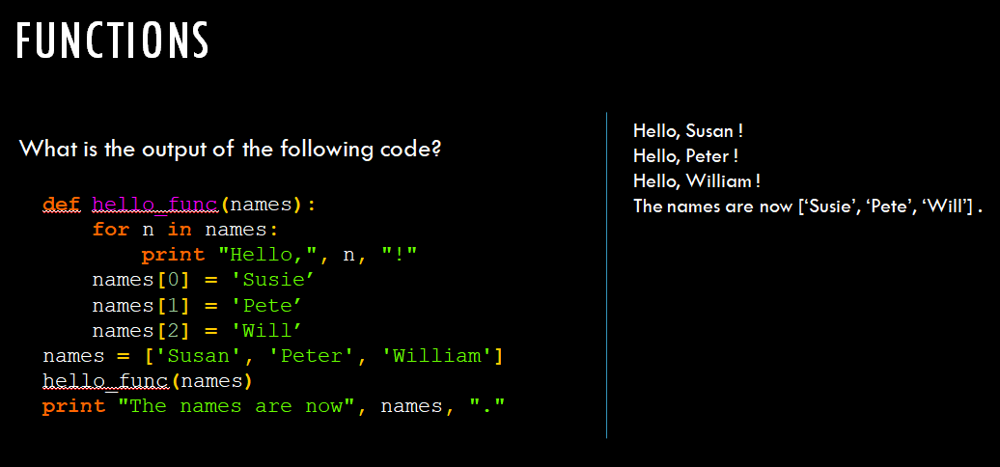 FUNCTIONS
What is the output of the following code?
def hello_func(names):
    for n in names:
        print "Hello,", n, "!"
    names[0] = 'Susie’
    names[1] = 'Pete’
    names[2] = 'Will’
names = ['Susan', 'Peter', 'William']
hello_func(names)
print "The names are now", names, "."
Hello, Susan !
Hello, Peter !
Hello, William !
The names are now [‘Susie’, ‘Pete’, ‘Will’] .